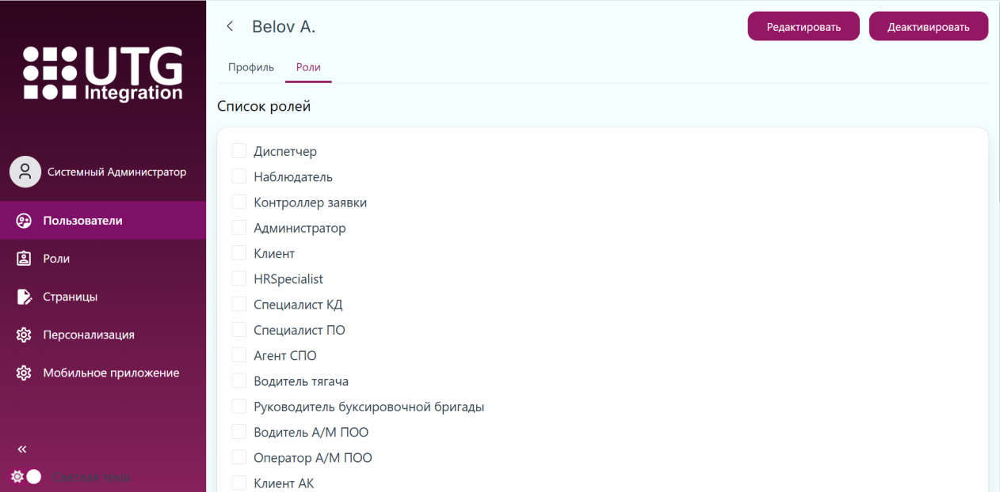 UTG
Integration
Системный Администратор
Пользователи
Роли
Страницы
Персонализация
Мобильное приложение
«
Светлая тема
Belov A.
Редактировать
Деактивировать
Профиль
Роли
Список ролей
Диспетчер
Наблюдатель
Контроллер заявки
Администратор
Клиент
HRSpecialist
Специалист КД
Специалист ПО
Агент СПО
Водитель тягача
Руководитель буксировочной бригады
Водитель А/М ПОО
Оператор А/М ПОО
Клиент АК